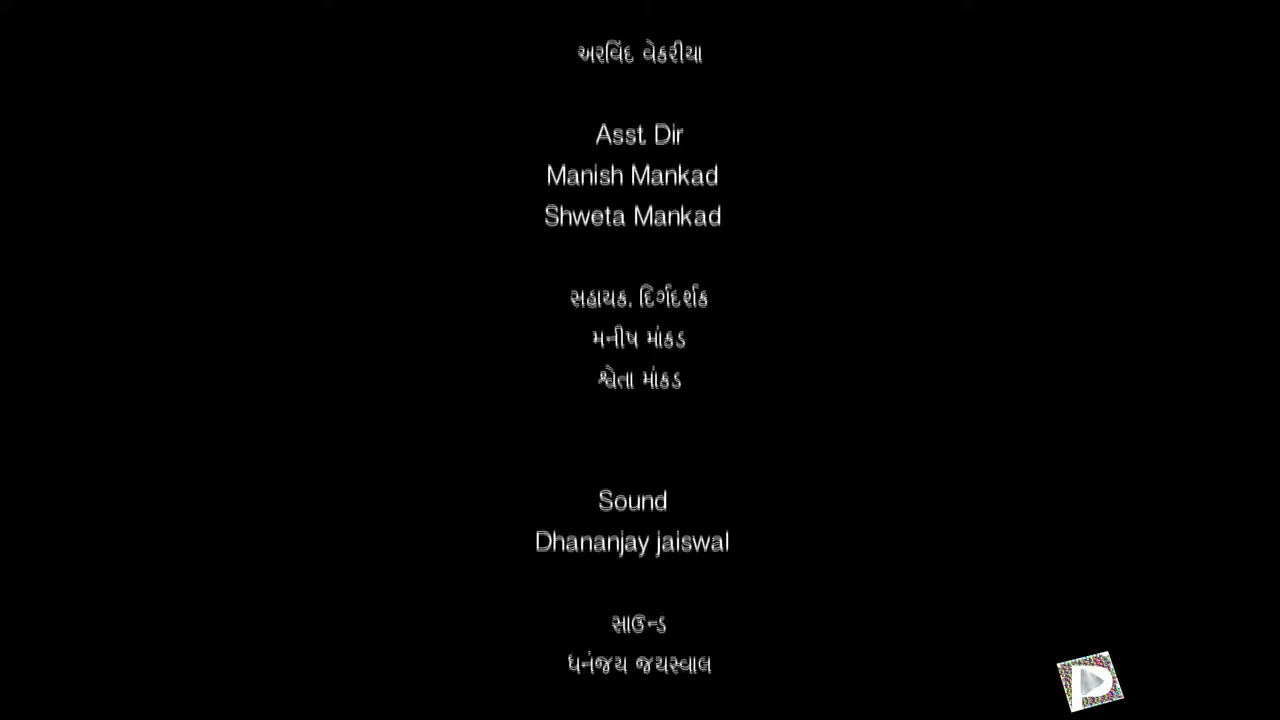 અરવિંદ વેકરીયા
Asst. Dir
Manish Mankad
Shweta Mankad
સહાયક. દિર્ગદર્શક
મનીષ માંકડ
શ્વેતા માંકડ
Sound
Dhananjay jaiswal
સાઉન્ડ
ધનંજય જયસ્વાલ